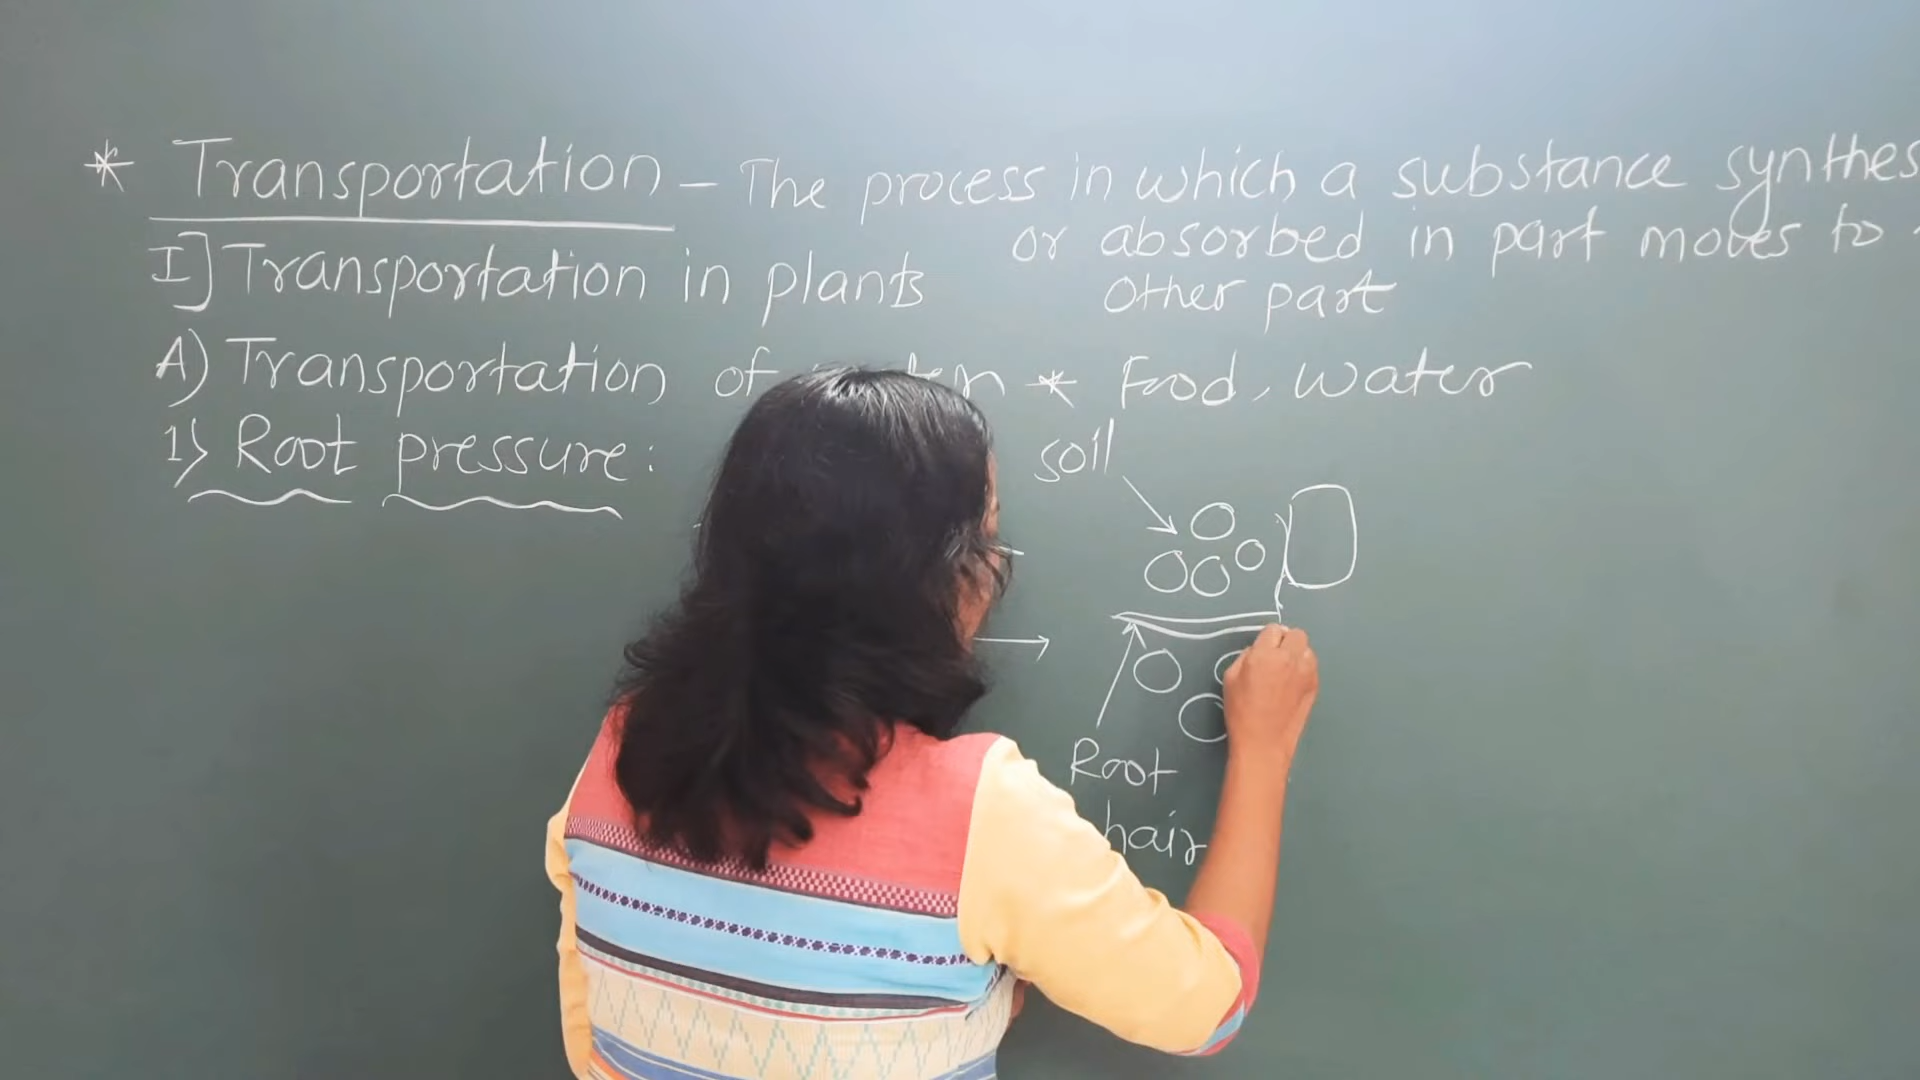 * Transportation – The process in which a substance synthes
or absorbed in part moves to
other part
I] Transportation in plants
A) Transportation of * Food, water
1) Root pressure:
soil
Root
hair